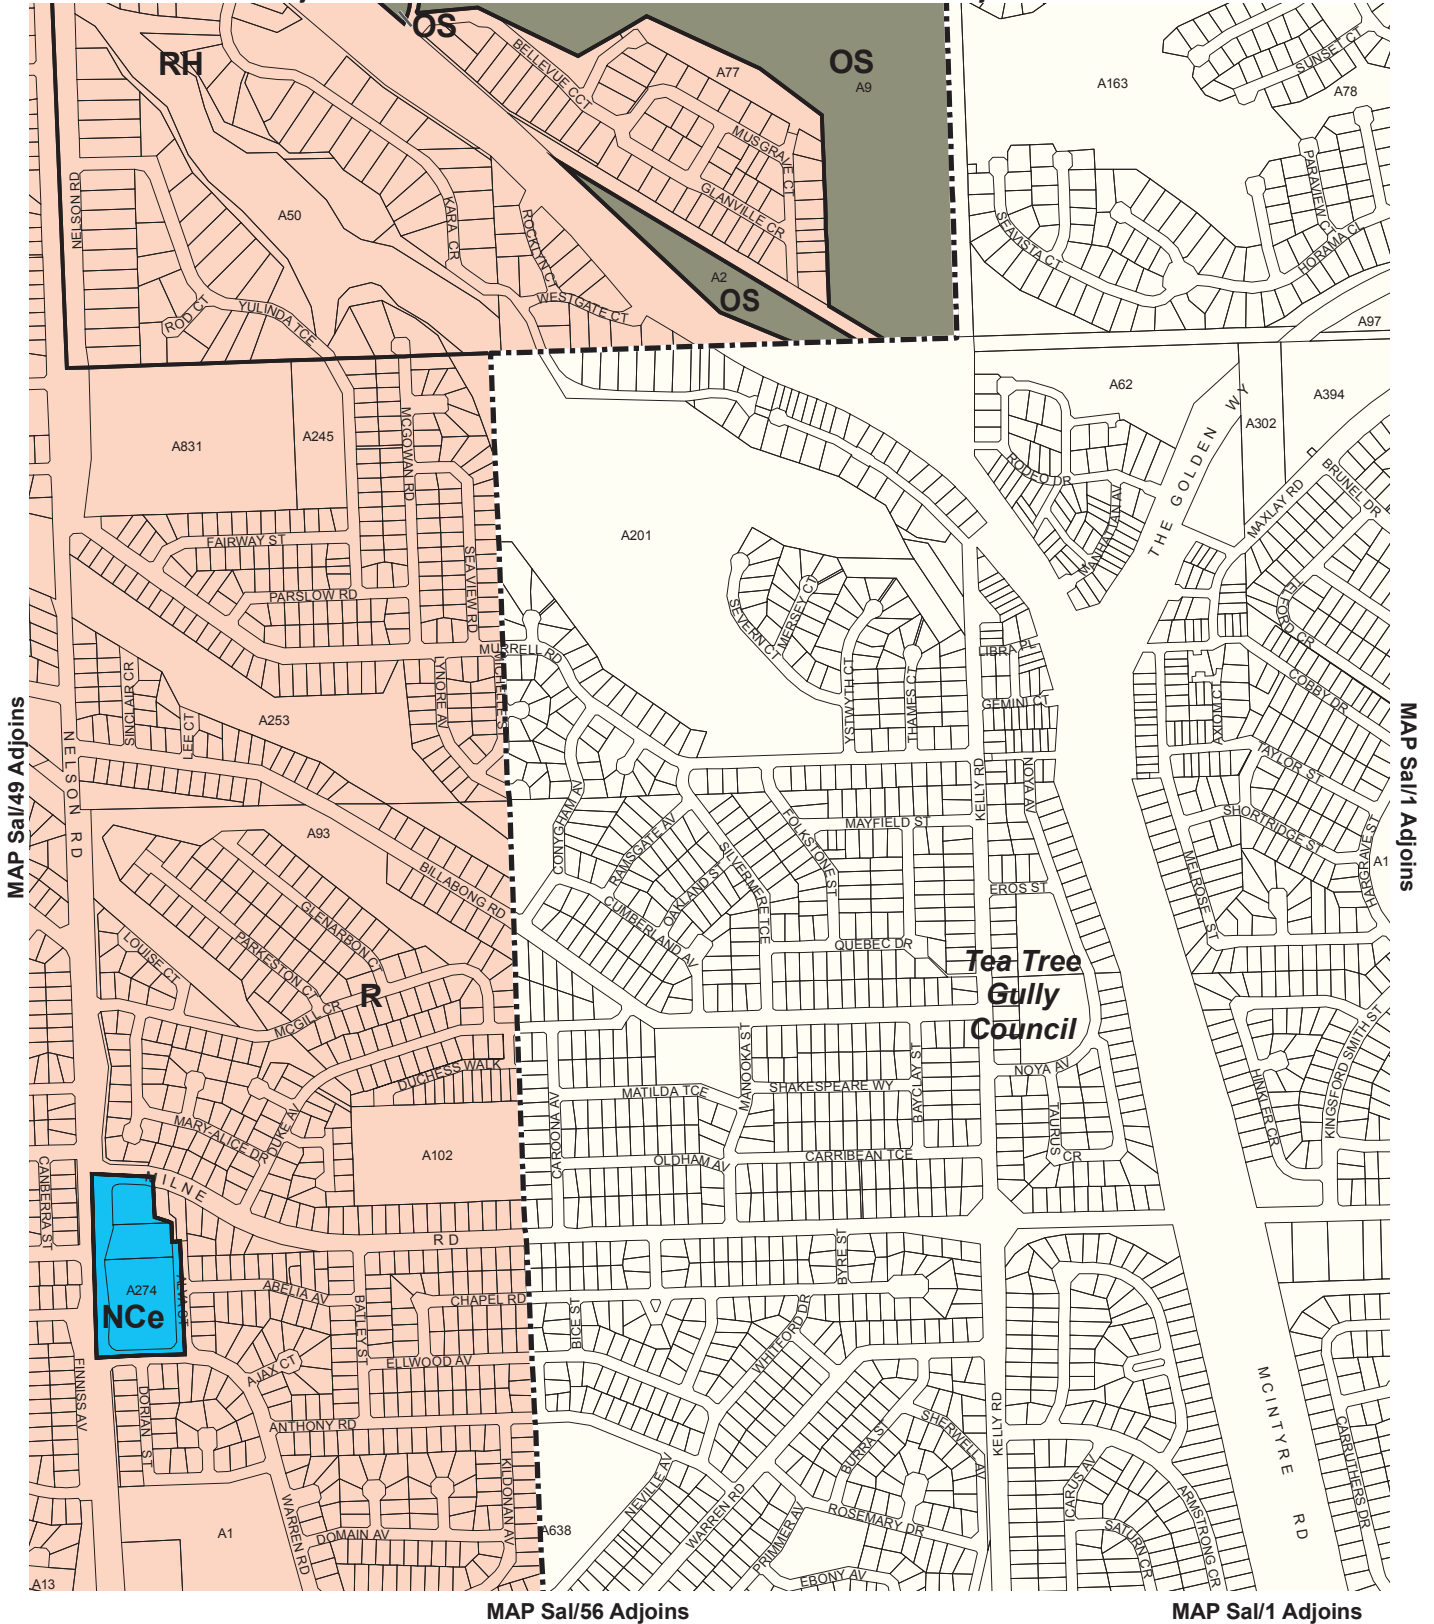 OS
RH
BELLEVUE CCT
A77
OS
A9
A163
SUNSET CT
A78
MUSGRAVE CT
PARAVIEW CT
NELSON RD
A50
KARA CR
ROCKLYN CT
GLANVILLE CR
SEAVISTA CT
HORAMA CL
A2
OS
WESTGATE CT
ROD CT
YULINDA TCE
A97
A62
A394
THE GOLDEN WY
A302
A831
A245
MCGOWAN RD
RODEO DR
MANHATTAN AV
MAXLAY RD
BRUNEL DR
A201
FAIRWAY ST
SEAVIEW RD
PARSLOW RD
SEVERN CT
MERSEY CT
TELFORD CR
MURRELL RD
LIBRA PL
SINCLAIR CR
LYNORE AV
MICHELLE ST
YSTWYTH CT
THAMES CT
COBBY DR
GEMINI CT
AXIOM CT
LEE CT
A253
MAP Sal/49 Adjoins
MAP Sal/1 Adjoins
NELSON RD
TAYLOR ST
KELLY RD
NOYA AV
CONYNGHAM AV
RAMSGATE AV
FOLKSTONE ST
MAYFIELD ST
SHORTRIDGE ST
HARGRAVE ST
A93
A1
BILLABONG RD
OAKLAND ST
SILVERMERE TCE
MELROSE ST
EROS ST
GLENARBON CT
CUMBERLAND AV
LOUISE CT
PARKESTON CT
QUEBEC DR
Tea Tree
Gully
Council
R
MCGILL CR
KINGSFORD SMITH ST
DUCHESS WALK
MANOOKA ST
BAYCLAY ST
NOYA AV
HINKLER CR
MATILDA TCE
SHAKESPEARE WY
MARY-ALICE DR
DUKE AV
TAURUS
CR
A102
CAROONA AV
OLDHAM AV
CARRIBEAN TCE
CANBERRA ST
MILNE
RD
BYRE ST
A274
ALVA ST
NCe
ABELIA AV
BATLEY ST
CHAPEL RD
BICE ST
WHITFORD DR
ELLWOOD AV
AJAX CT
FINNISS AV
DORIAN ST
MCINTYRE RD
ANTHONY RD
KELLY RD
SHERWELL AV
BURRA ST
CARRUTHERS DR
KILDONAN AV
NEVILLE AV
CARUS AV
WARREN RD
WARREN RD
ARMSTRONG CR
A1
DOMAIN AV
A638
PRIMMER AV
ROSEMARY DR
SATURN CR
A13
EBONY AV
MAP Sal/56 Adjoins
MAP Sal/1 Adjoins